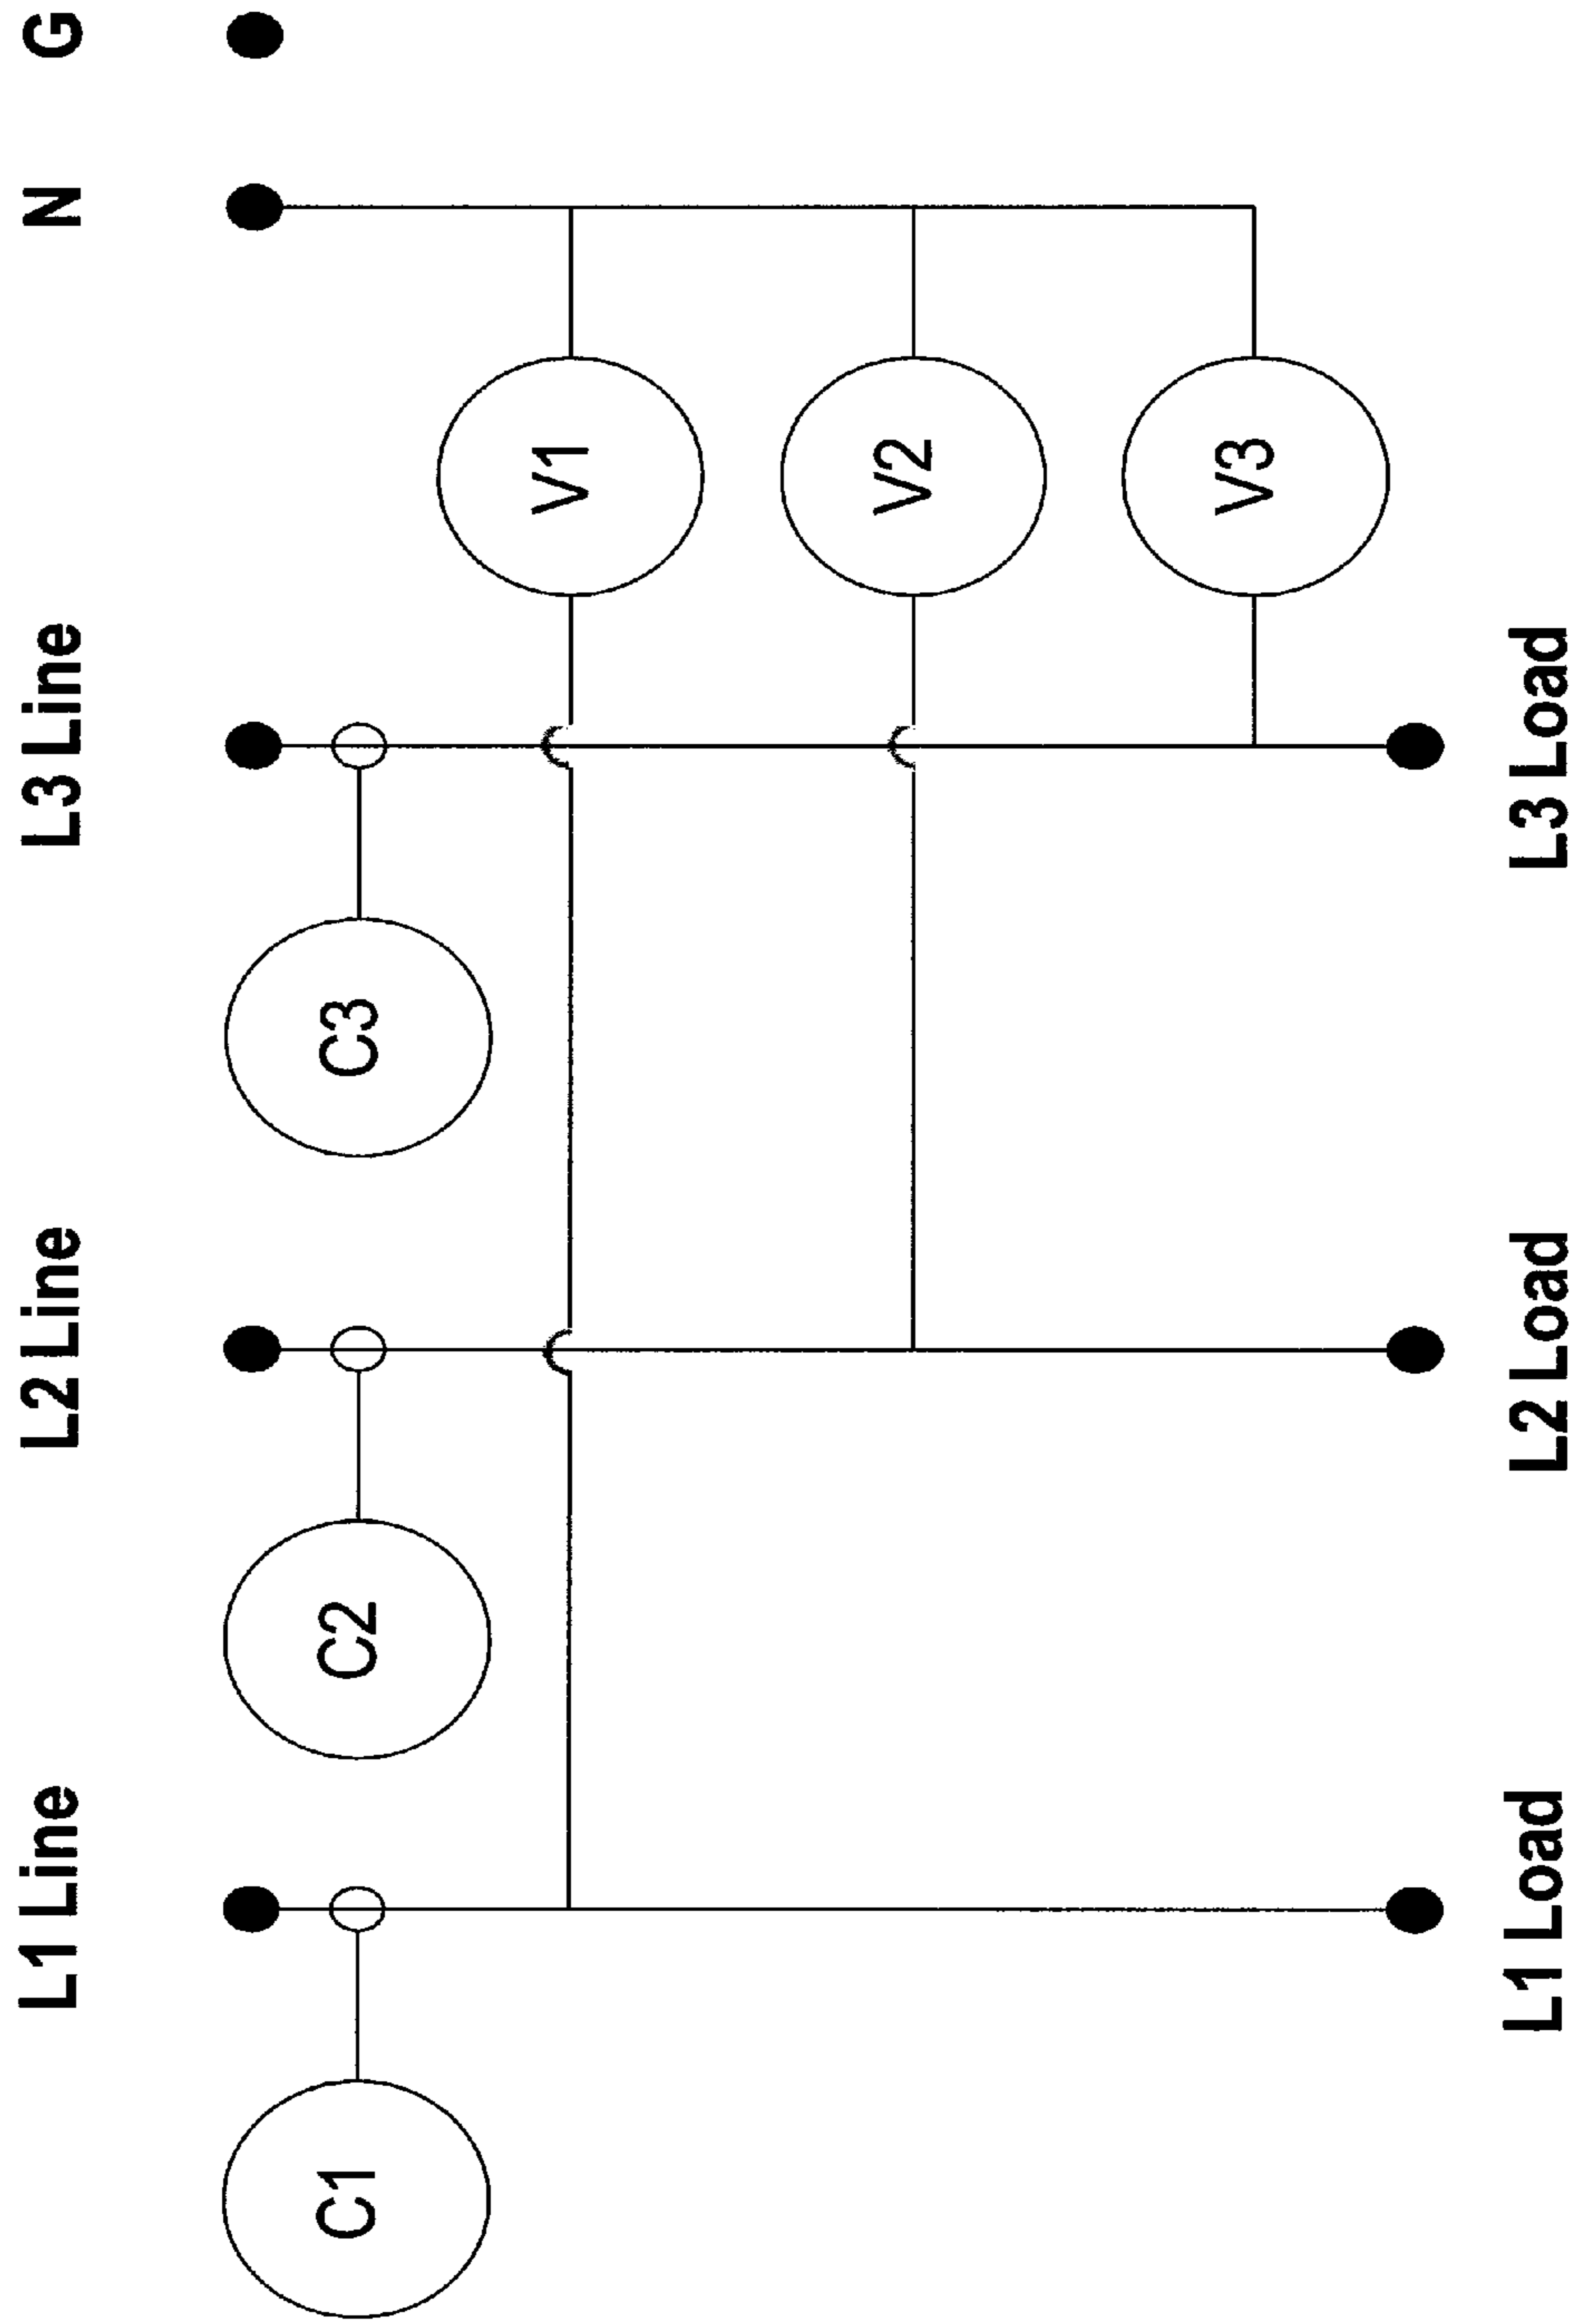 L1 Line
L2 Line
L3 Line
N
G
C1
C2
C3
V1
V2
V3
L1 Load
L2 Load
L3 Load